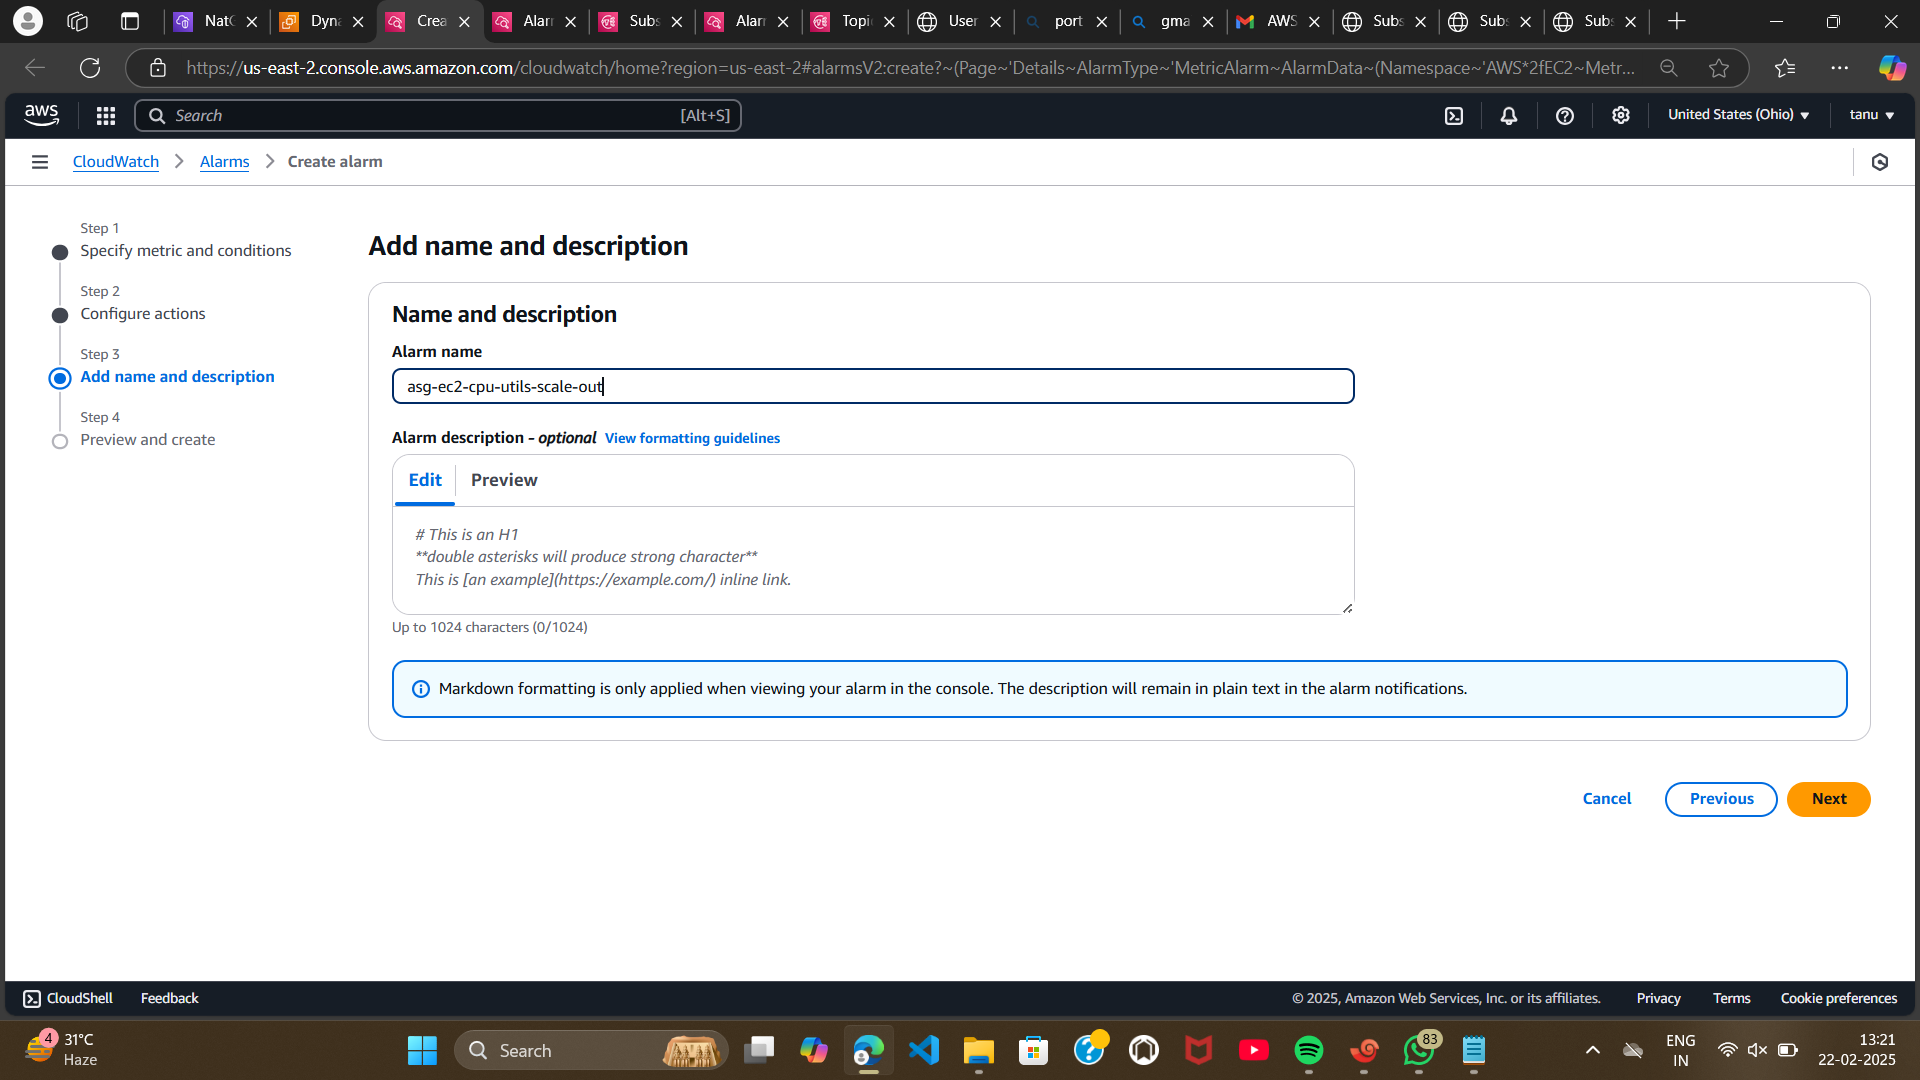 Nat
Dyna
Crea
Alarm
Subs
Alarm
Topic
User
port
gma
AWS
Subs
Subs
Subs
https://us-east-2.console.aws.amazon.com/cloudwatch/home?region=us-east-2#alarmsV2:create?~(Page~'Details~AlarmType~'MetricAlarm~AlarmData~(Namespace~'AWS*2fEC2~Metr...
aws
Search
[Alt+S]
United States (Ohio)
tanu
CloudWatch
Alarms
Create alarm
Step 1
Specify metric and conditions
Step 2
Configure actions
Step 3
Add name and description
Step 4
Preview and create
Add name and description
Name and description
Alarm name
asg-ec2-cpu-utils-scale-out
Alarm description - optional View formatting guidelines
Edit
Preview
# This is an H1
**double asterisks will produce strong character**
This is [an example](https://example.com/) inline link.
Up to 1024 characters (0/1024)
Markdown formatting is only applied when viewing your alarm in the console. The description will remain in plain text in the alarm notifications.
Cancel
Previous
Next
CloudShell
Feedback
© 2025, Amazon Web Services, Inc. or its affiliates.
Privacy
Terms
Cookie preferences
4
31°C
Haze
Search
83
ENG
IN
13:21
22-02-2025